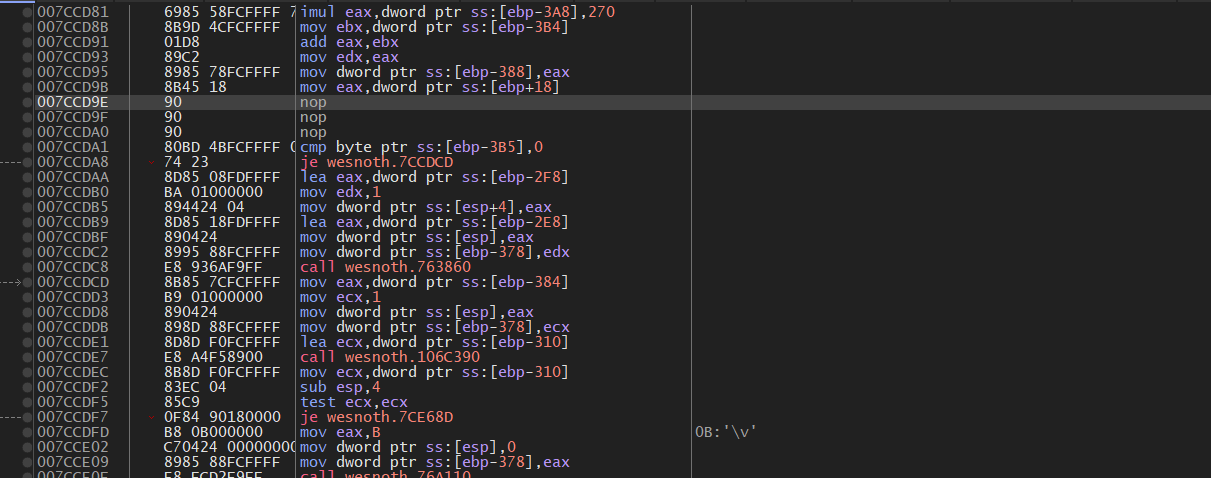 007CCD81 6985 58FCFFFF 7 imul eax,dword ptr ss:[ebp-3A8],270
007CCD8B 8B9D 4CFCFFFF mov ebx,dword ptr ss:[ebp-3B4]
007CCD91 01D8 add eax,ebx
007CCD93 89C2 mov edx,eax
007CCD95 8985 78FCFFFF mov dword ptr ss:[ebp-388],eax
007CCD9B 8B45 18 mov eax,dword ptr ss:[ebp+18]
007CCD9E 90 nop
007CCD9F 90 nop
007CCDA0 90 nop
007CCDA1 80BD 4BFCFFFF 0 cmp byte ptr ss:[ebp-3B5],0
007CCDA8 74 23 je wesnoth.7CCDCD
007CCDAA 8D85 08FDFFFF lea eax,dword ptr ss:[ebp-2F8]
007CCDB0 BA 01000000 mov edx,1
007CCDB5 894424 04 mov dword ptr ss:[esp+4],eax
007CCDB9 8D85 18FDFFFF lea eax,dword ptr ss:[ebp-2E8]
007CCDBF 890424 mov dword ptr ss:[esp],eax
007CCDC2 8995 88FCFFFF mov dword ptr ss:[ebp-378],edx
007CCDC8 E8 936AF9FF call wesnoth.763860
007CCDCD 8B85 7CFCFFFF mov eax,dword ptr ss:[ebp-384]
007CCDD3 B9 01000000 mov ecx,1
007CCDD8 890424 mov dword ptr ss:[esp],eax
007CCDDB 898D 88FCFFFF mov dword ptr ss:[ebp-378],ecx
007CCDE1 8D8D F0FCFFFF lea ecx,dword ptr ss:[ebp-310]
007CCDE7 E8 A4F58900 call wesnoth.106C390
007CCDEC 8B8D F0FCFFFF mov ecx,dword ptr ss:[ebp-310]
007CCDF2 83EC 04 sub esp,4
007CCDF5 85C9 test ecx,ecx
007CCDF7 0F84 90180000 je wesnoth.7CE68D
007CCDFD B8 0B000000 mov eax,B 0B:'\v'
007CCE02 C70424 00000000 mov dword ptr ss:[esp],0
007CCE09 8985 88FCFFFF mov dword ptr ss:[ebp-378],eax
007CCE0F E8 FCD2F9FF call wesnoth.76A110